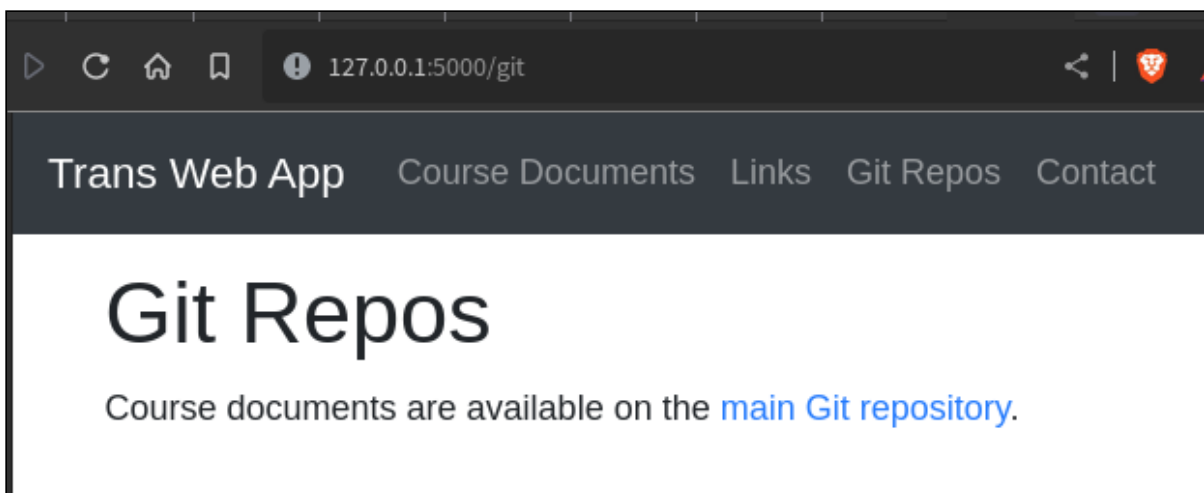 127.0.0.1:5000/git
Trans Web App Course Documents Links Git Repos Contact
Git Repos
Course documents are available on the main Git repository.